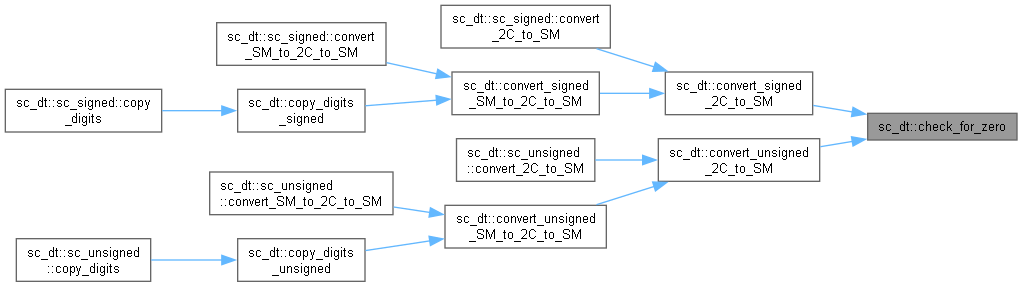 sc_dt::sc_signed::convert
_2C_to_SM
sc_dt::sc_signed::convert
_SM_to_2C_to_SM
sc_dt::convert_signed
_SM_to_2C_to_SM
sc_dt::convert_signed
_2C_to_SM
sc_dt::sc_signed::copy
_digits
sc_dt::copy_digits
_signed
sc_dt::check_for_zero
sc_dt::sc_unsigned
::convert_2C_to_SM
sc_dt::convert_unsigned
_2C_to_SM
sc_dt::sc_unsigned
::convert_SM_to_2C_to_SM
sc_dt::convert_unsigned
_SM_to_2C_to_SM
sc_dt::sc_unsigned
::copy_digits
sc_dt::copy_digits
_unsigned